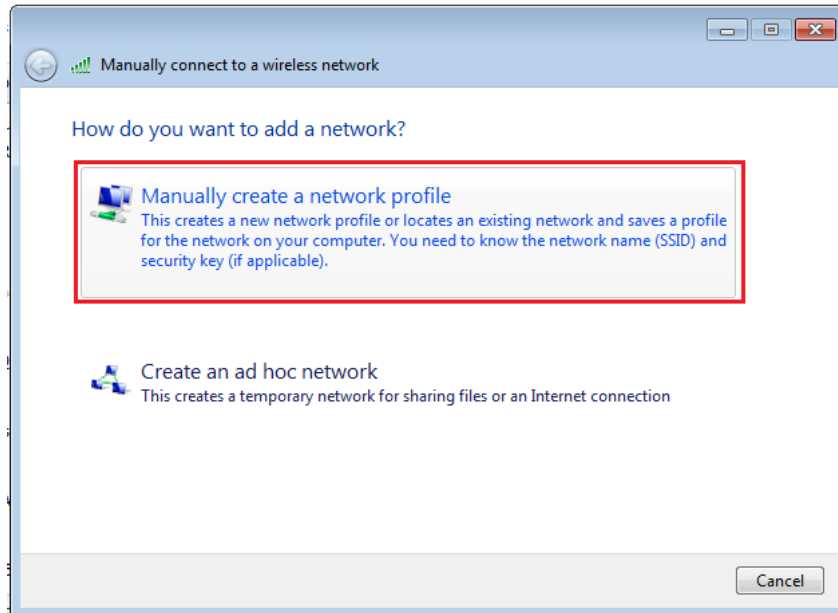 Manually connect to a wireless network
How do you want to add a network?
Manually create a network profile
This creates a new network profile or locates an existing network and saves a profile
for the network on your computer. You need to know the network name (SSID) and
security key (if applicable).
Create an ad hoc network
This creates a temporary network for sharing files or an Internet connection
Cancel